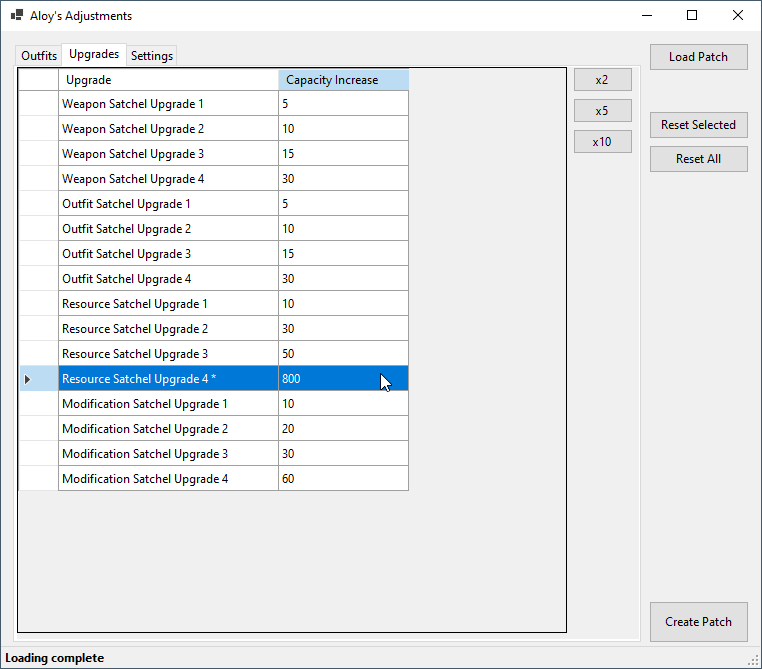 Aloy's Adjustments
Outfits Upgrades Settings
Load Patch
Upgrade Capacity Increase
x2
Weapon Satchel Upgrade 1 5
x5
Weapon Satchel Upgrade 2 10
Reset Selected
x10
Weapon Satchel Upgrade 3 15
Reset All
Weapon Satchel Upgrade 4 30
Outfit Satchel Upgrade 1 5
Outfit Satchel Upgrade 2 10
Outfit Satchel Upgrade 3 15
Outfit Satchel Upgrade 4 30
Resource Satchel Upgrade 1 10
Resource Satchel Upgrade 2 30
Resource Satchel Upgrade 3 50
Resource Satchel Upgrade 4 * 800
Modification Satchel Upgrade 1 10
Modification Satchel Upgrade 2 20
Modification Satchel Upgrade 3 30
Modification Satchel Upgrade 4 60
Create Patch
Loading complete